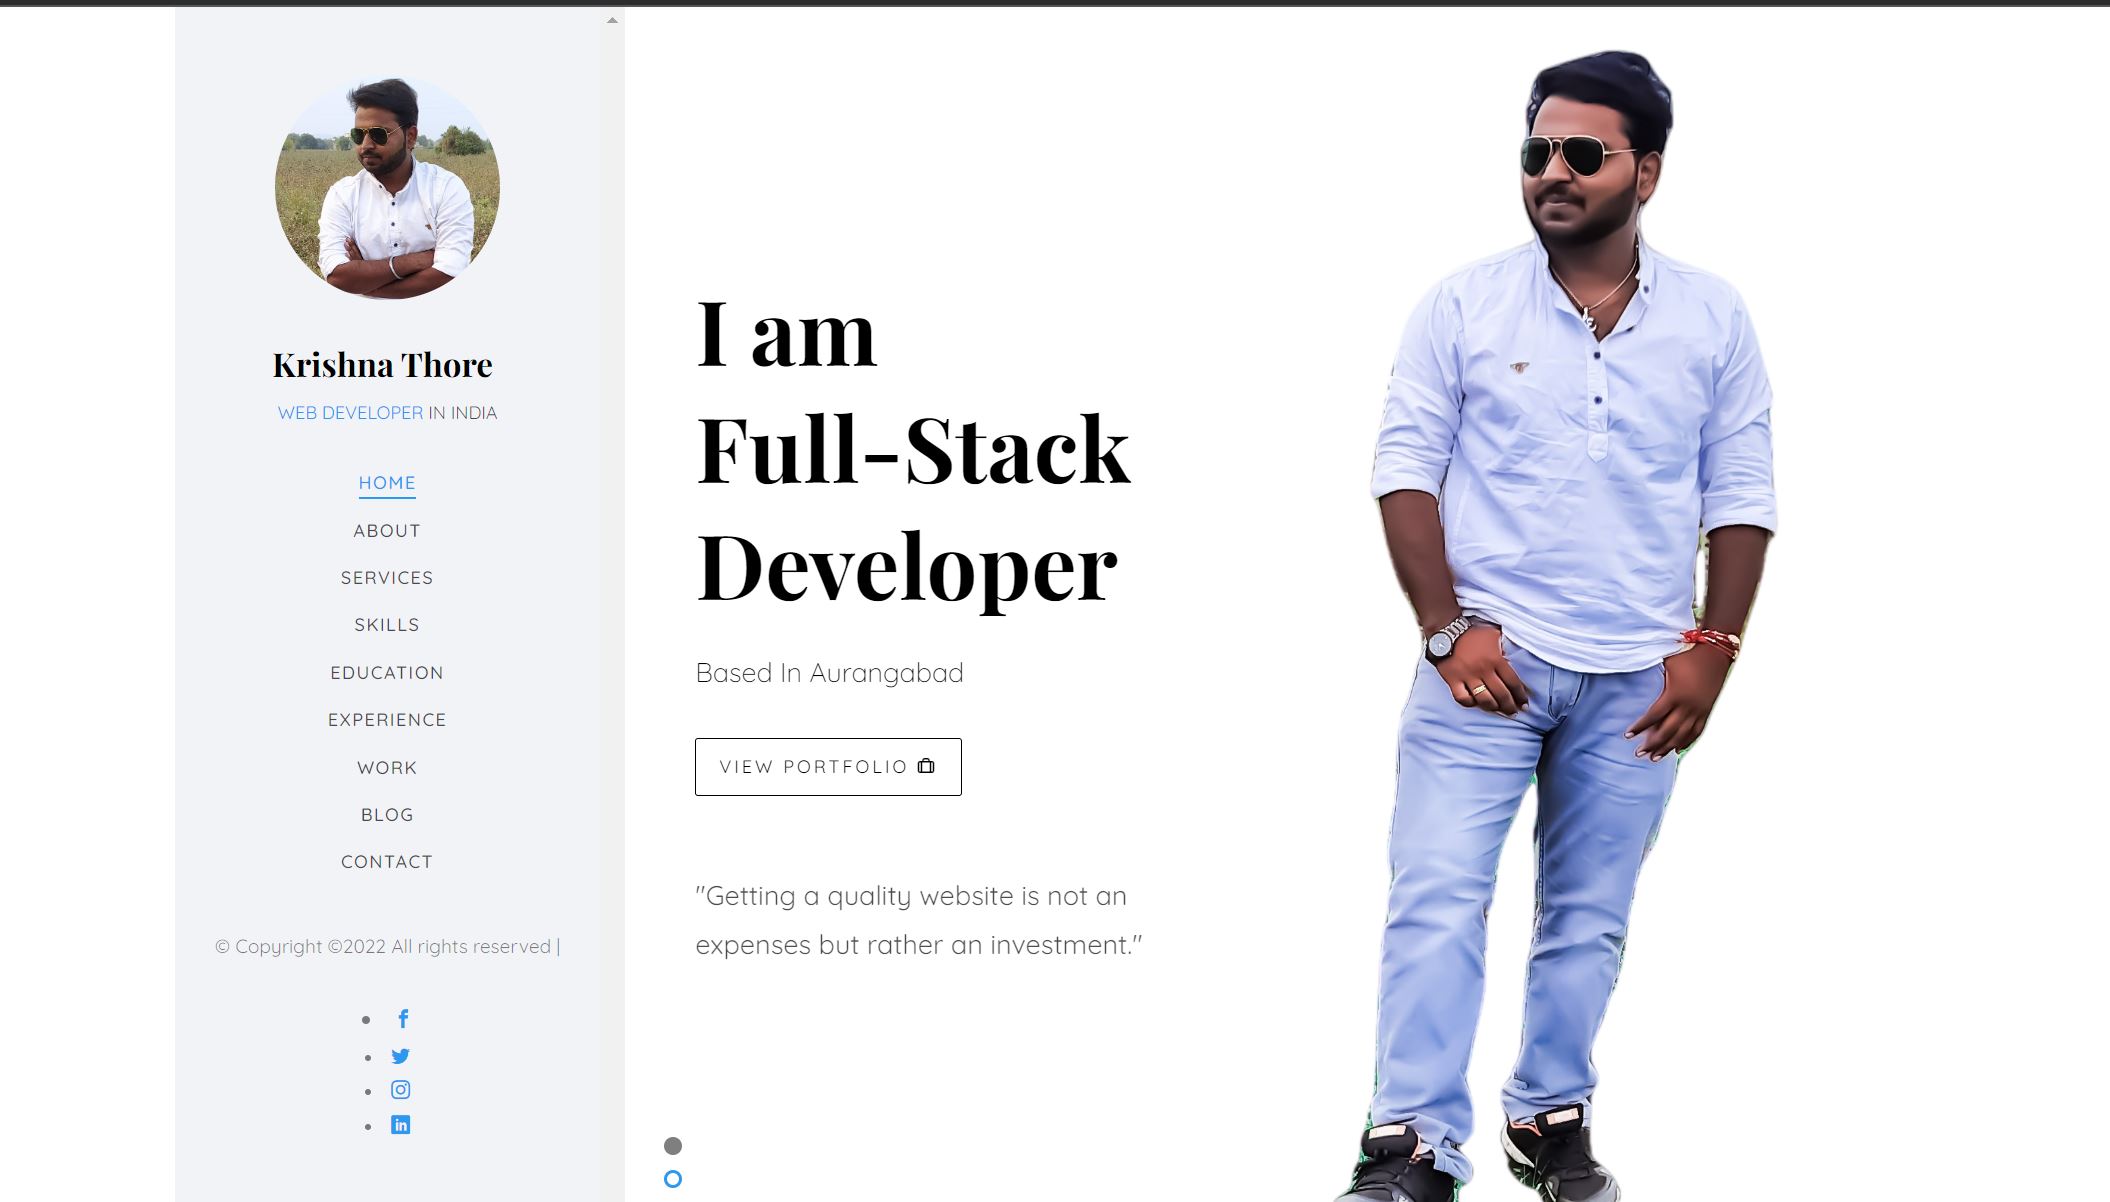 Krishna Thore
WEB DEVELOPER IN INDIA
HOME
ABOUT
SERVICES
SKILLS
EDUCATION
EXPERIENCE
WORK
BLOG
CONTACT
© Copyright ©2022 All rights reserved |
I am
Full-Stack
Developer
Based In Aurangabad
VIEW PORTFOLIO
"Getting a quality website is not an
expenses but rather an investment."